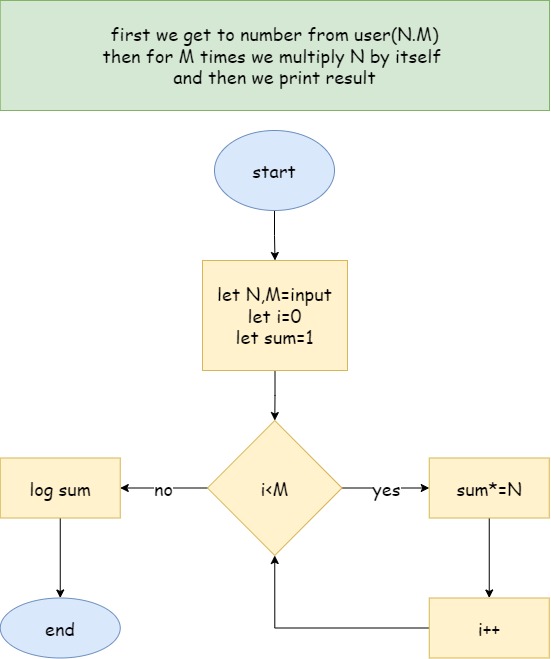 first we get to number from user(N.M)
then for M times we multiply N by itself
and then we print result
start
let N,M=input
let i=0
let sum=1
i<M
no
yes
log sum
sum*=N
end
i++